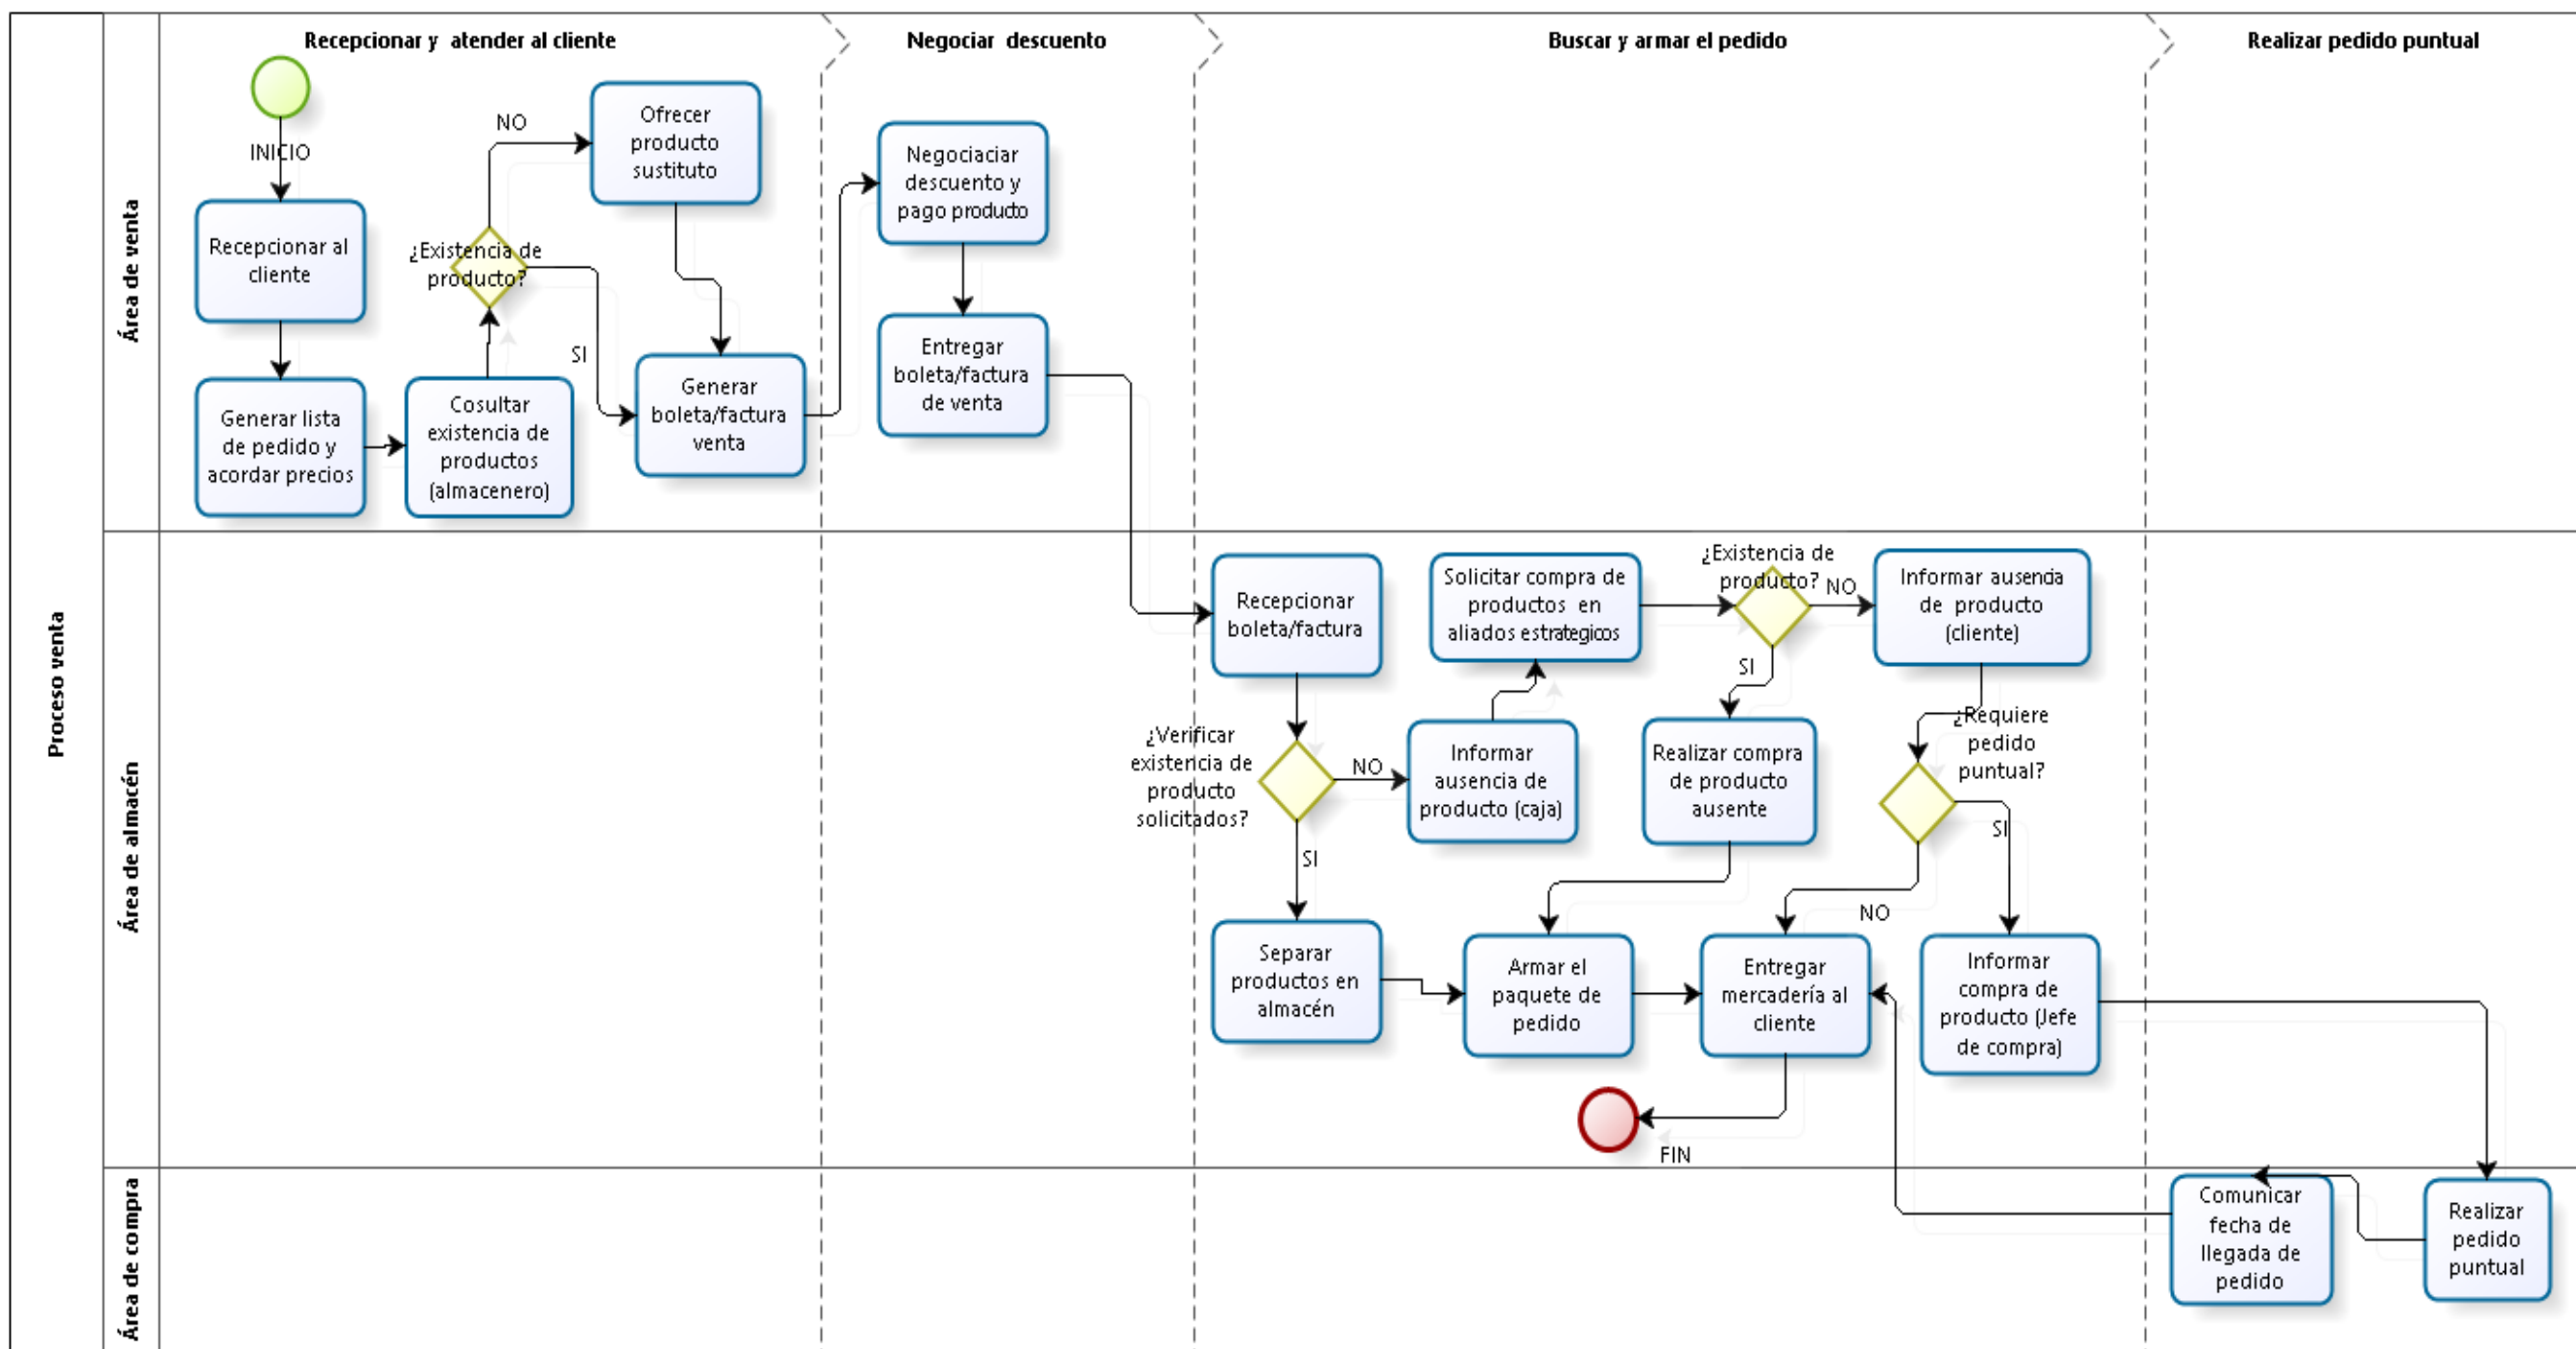 Recepcionar y  atender al cliente
Negociar  descuento
Buscar y armar el pedido
Realizar pedido puntual
Proceso venta
Área de venta
INICIO
Recepcionar al
cliente
Generar lista
de pedido y
acordar precios
Cosultar
existencia de
productos
(almacenero)
¿Existencia de
producto?
NO
SI
Ofrecer
producto
sustituto
Generar
boleta/factura
venta
Negociaciar
descuento y
pago producto
Entregar
boleta/factura
de venta
Área de almacén
Recepcionar
boleta/factura
¿Verificar
existencia de
producto
solicitados?
NO
SI
Informar
ausencia de
producto (caja)
Solicitar compra de
productos  en
aliados estrategicos
¿Existencia de
producto?
NO
SI
Informar ausencia
de  producto
(cliente)
Realizar compra
de producto
ausente
¿Requiere
pedido
puntual?
SI
NO
Separar
productos en
almacén
Armar el
paquete de
pedido
Entregar
mercadería al
cliente
Informar
compra de
producto (Jefe
de compra)
FIN
Área de compra
Comunicar
fecha de
llegada de
pedido
Realizar
pedido
puntual